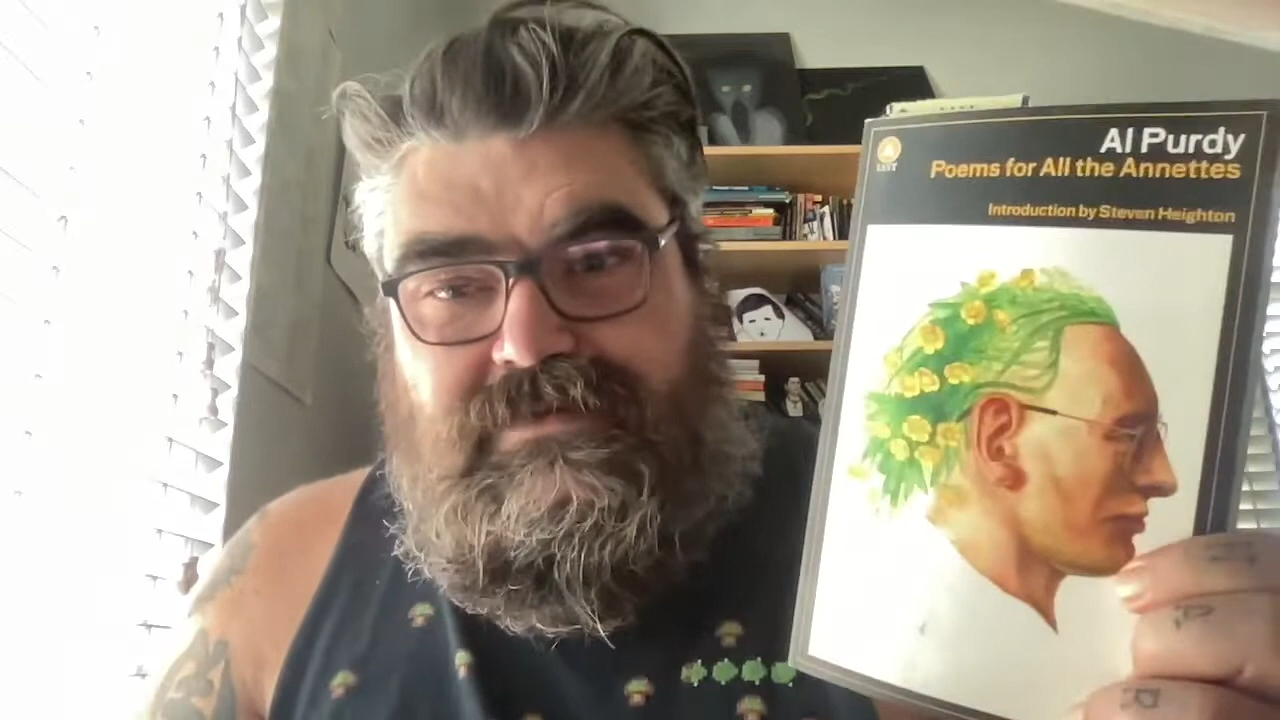 Al Purdy
Poems for All the Annettes
Introduction by Steven Heighton